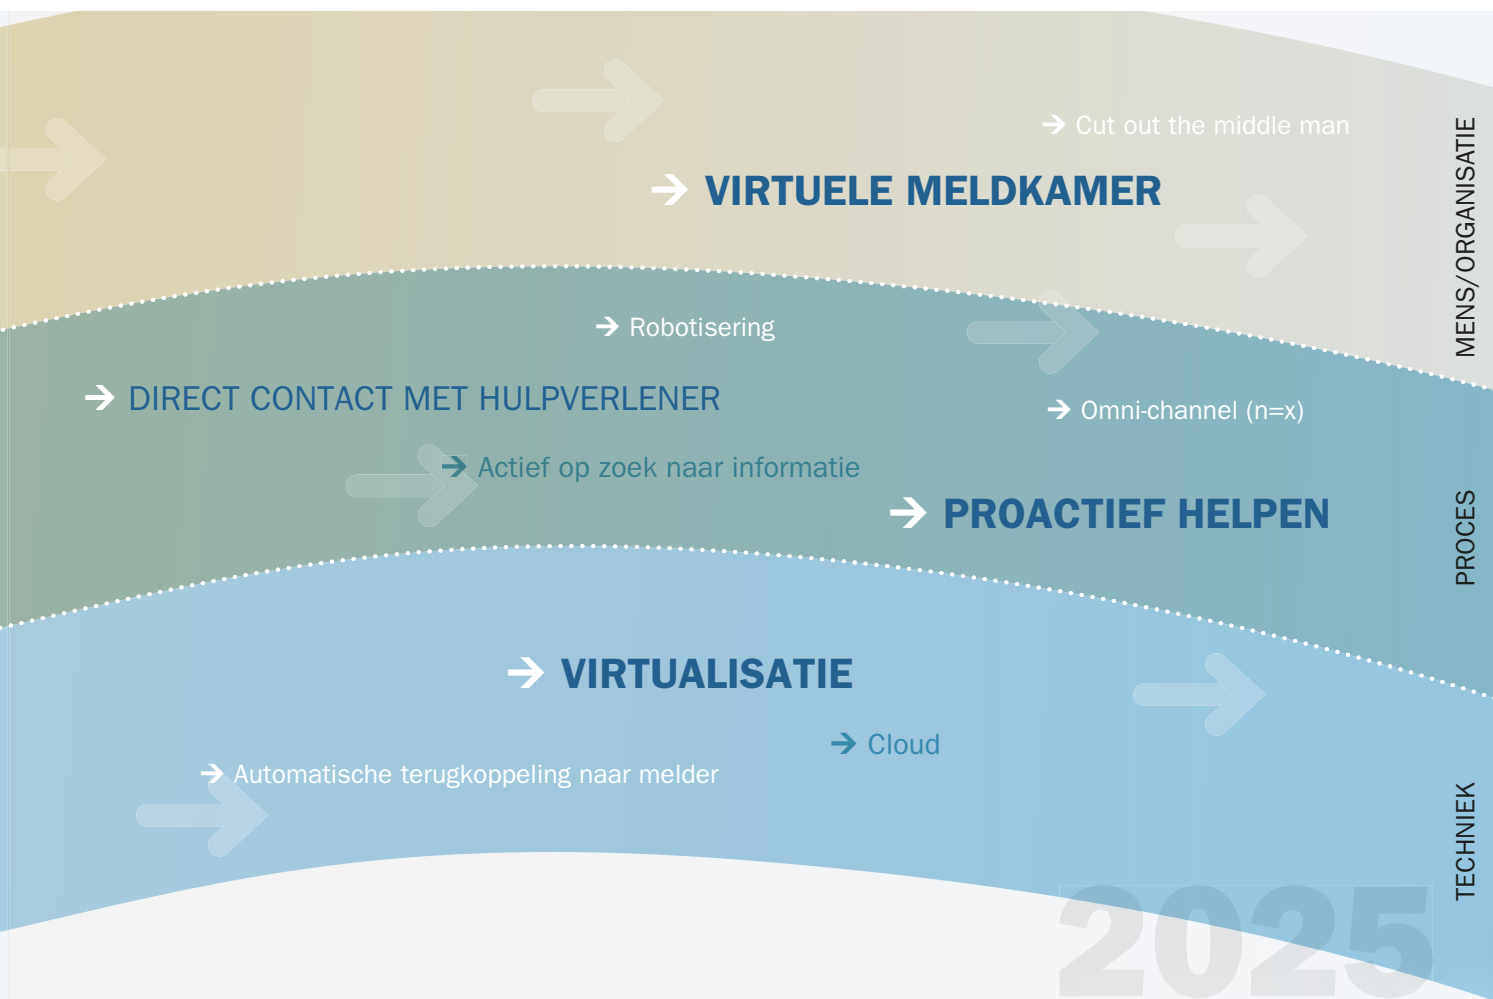 Cut out the middle man
VIRTUELE MELDKAMER
MENS/ORGANISATIE
Robotisering
DIRECT CONTACT MET HULPVERLENER
Omni-channel (n=x)
Actief op zoek naar informatie
PROACTIEF HELPEN
PROCES
VIRTUALISATIE
Cloud
Automatische terugkoppeling naar melder
TECHNIEK
2025